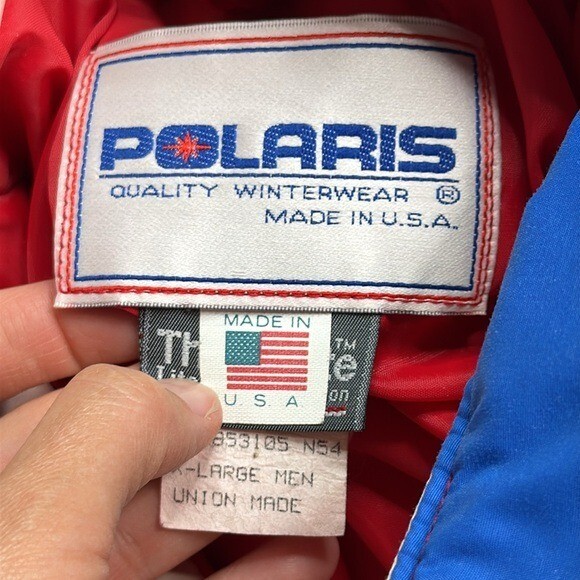 POLARIS
QUALITY WINTERWEAR ®
MADE IN U.S.A.
MADE IN
U.S.A
TM
853105 N54
X-LARGE MEN
UNION MADE